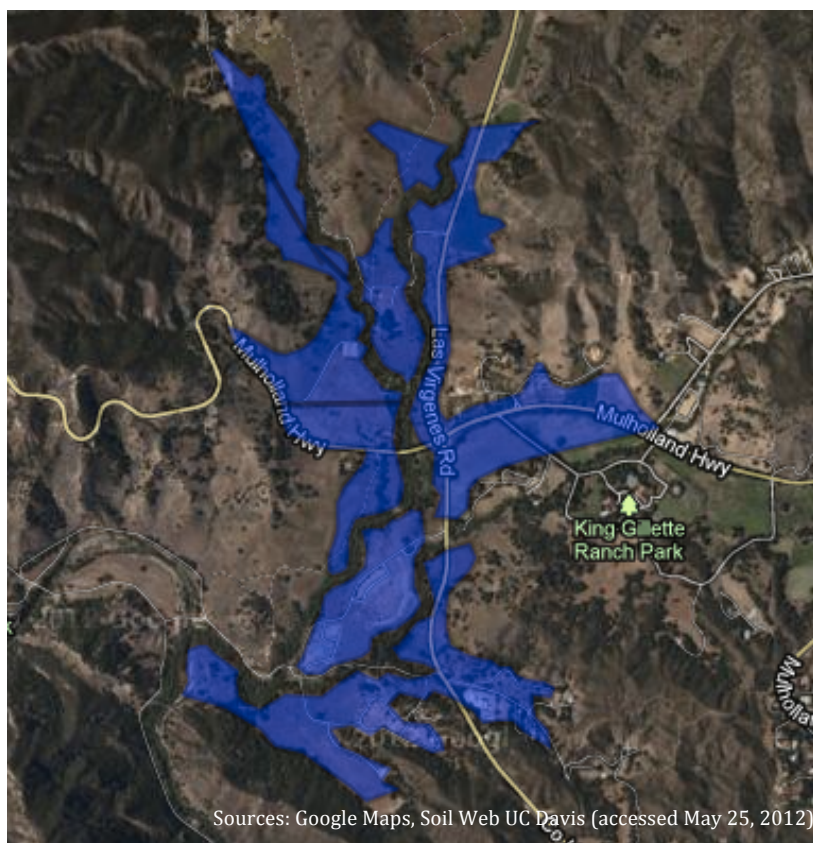 Mulholland Hwy
Las Virgenes Rd
Mulholland Hwy
King Gillette
Ranch Park
Sources: Google Maps, Soil Web UC Davis (accessed May 25, 2012)